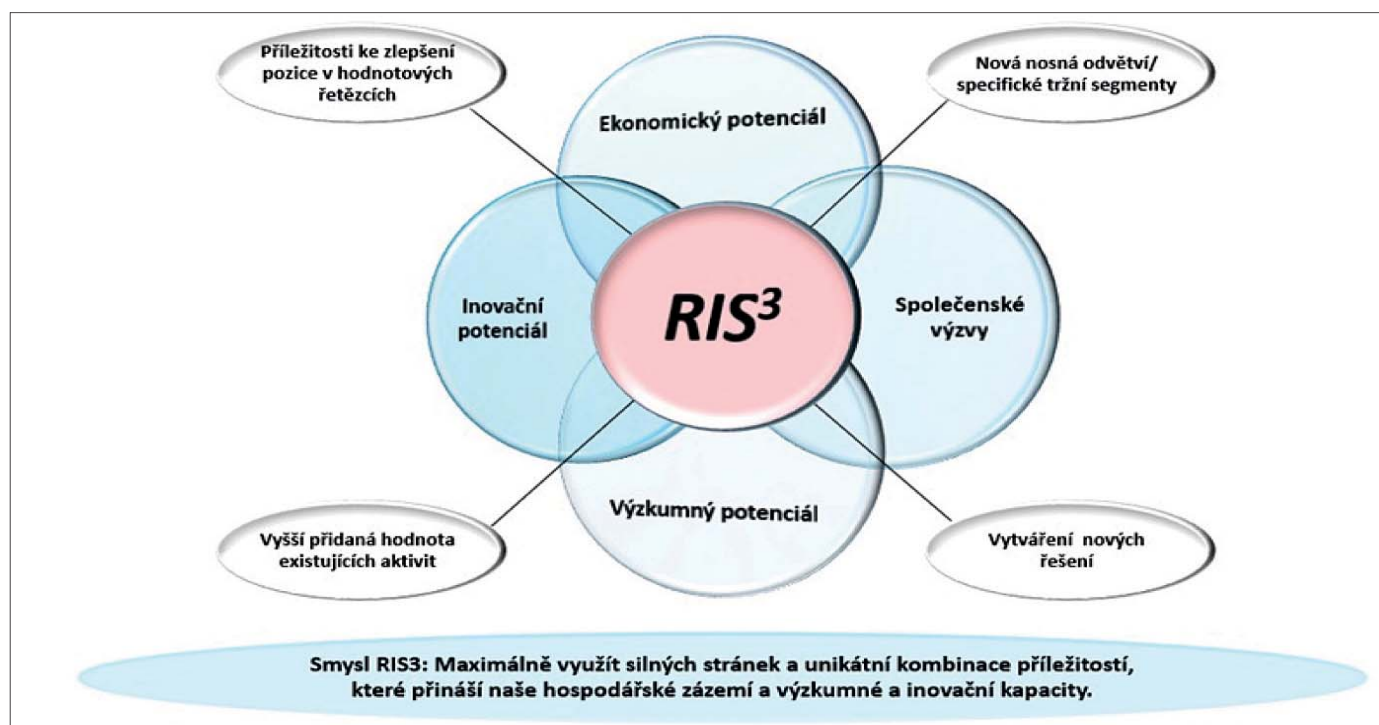 Příležitosti ke zlepšení
pozice v hodnotových
řetězcích
Nová nosná odvětví/
specifické tržní segmenty
Ekonomický potenciál
Inovační
potenciál
RIS³
Společenské
výzvy
Výzkumný potenciál
Vyšší přidaná hodnota
existujících aktivit
Vytváření nových
řešení
Smysl RIS3: Maximálně využít silných stránek a unikátní kombinace příležitostí,
které přináší naše hospodářské zázemí a výzkumné a inovační kapacity.